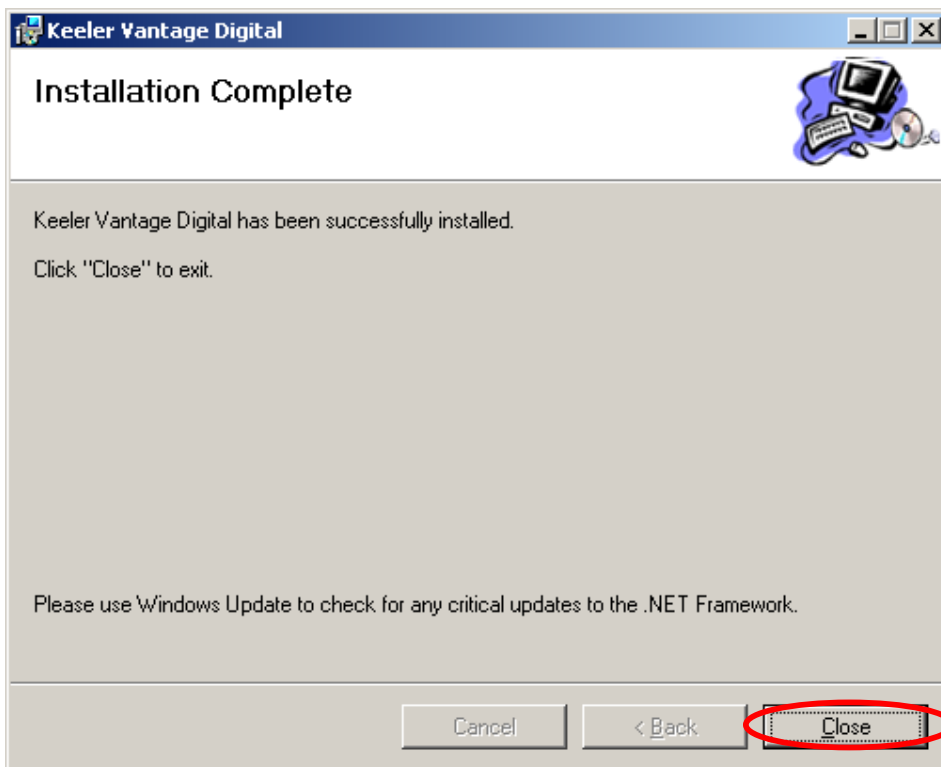 Keeler Vantage Digital
Installation Complete
Keeler Vantage Digital has been successfully installed.
Click "Close" to exit.
Please use Windows Update to check for any critical updates to the .NET Framework.
Cancel
< Back
Close